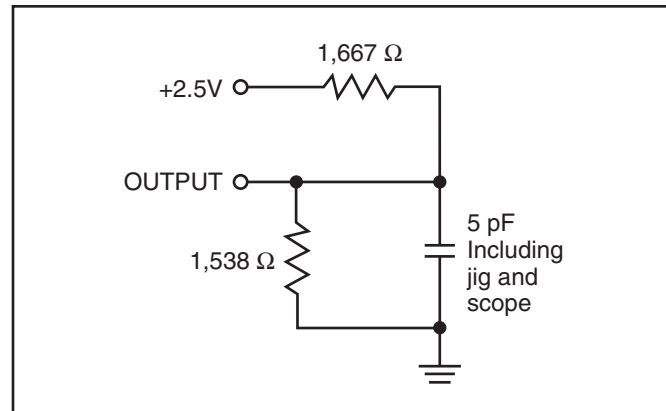 1,667 Ω
+2.5V
OUTPUT
1,538 Ω
5 pF
Including
jig and
scope